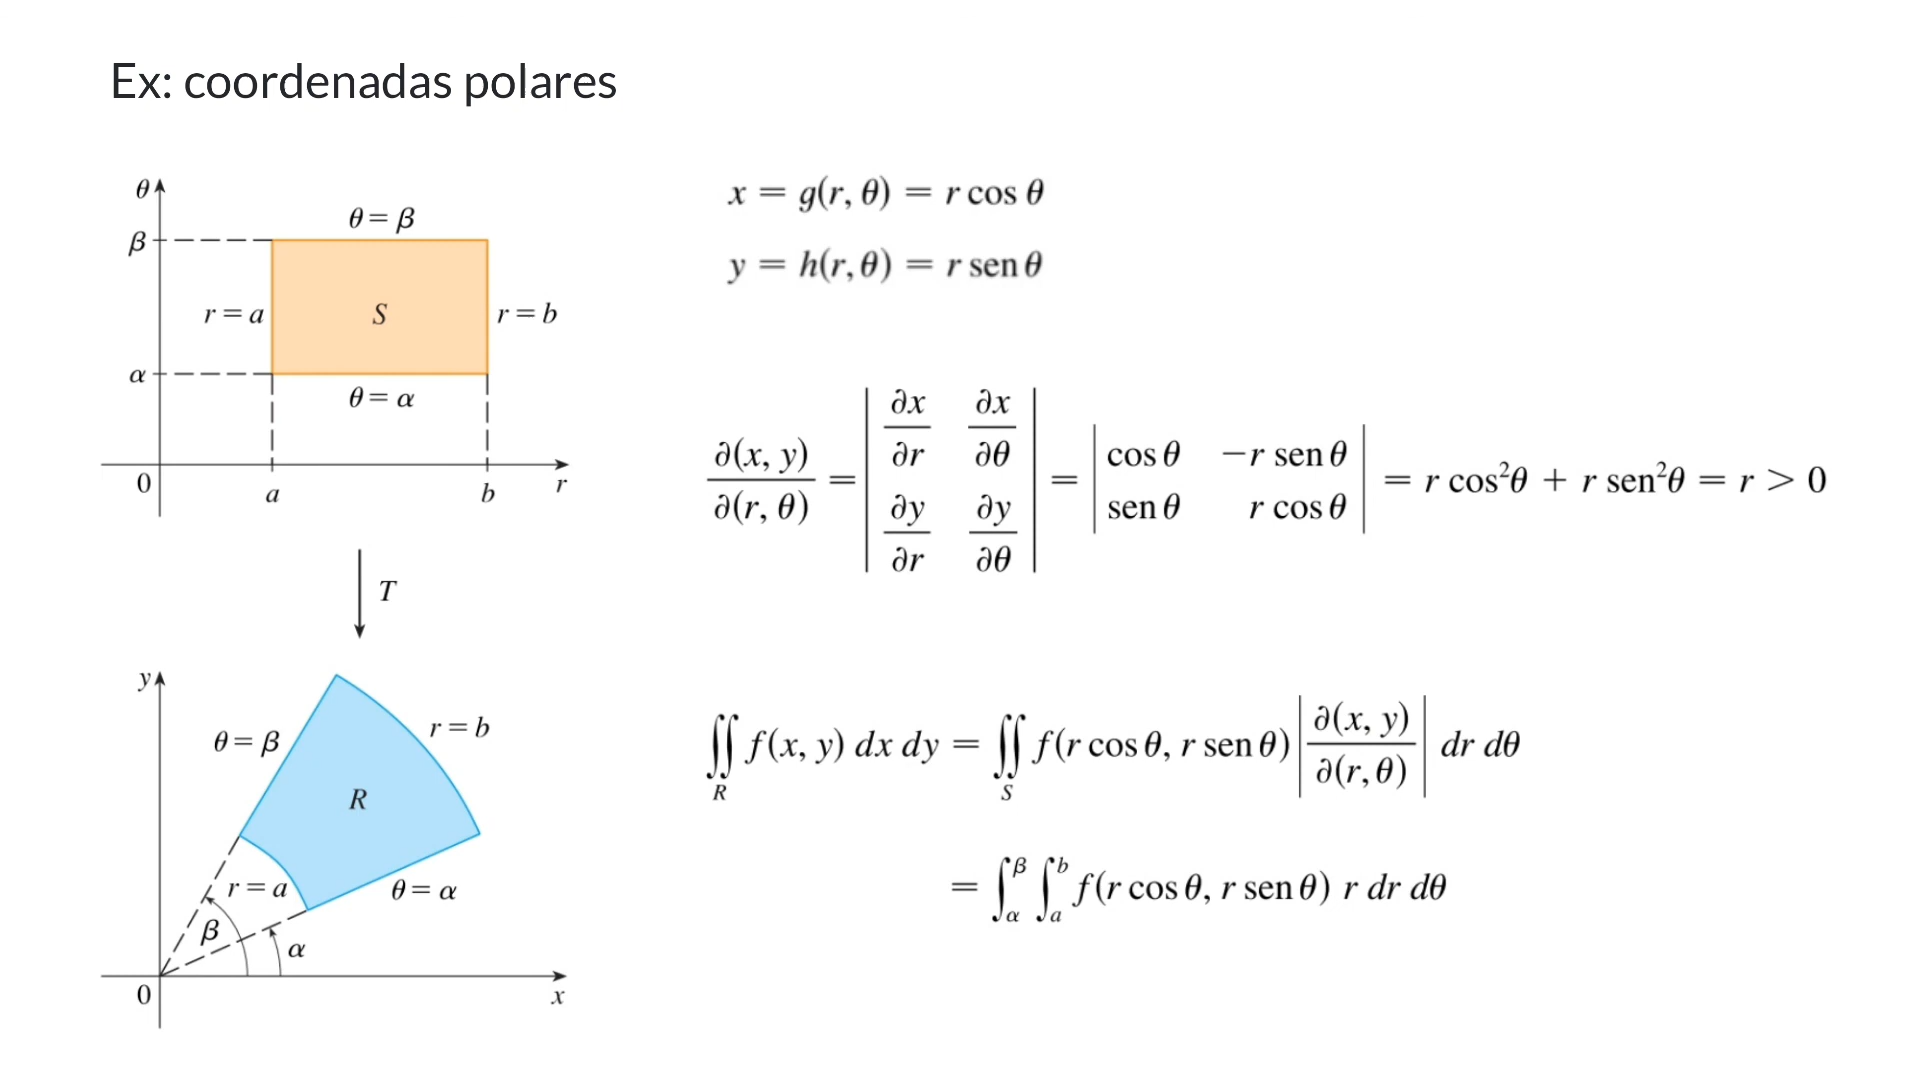 Ex: coordenadas polares
θ
β
θ = β
r = a
S
r = b
α
θ = α
0
a
b
r
T
y
θ = β
r = b
R
r = a
θ = α
β
α
0
x
x = g(r, θ) = r cos θ
y = h(r, θ) = r sen θ
∂(x, y)/∂(r, θ) = | ∂x/∂r ∂x/∂θ ; ∂y/∂r ∂y/∂θ | = | cos θ −r sen θ ; sen θ r cos θ | = r cos²θ + r sen²θ = r > 0
∬_R f(x, y) dx dy = ∬_S f(r cos θ, r sen θ) |∂(x, y)/∂(r, θ)| dr dθ
= ∫_α^β ∫_a^b f(r cos θ, r sen θ) r dr dθ